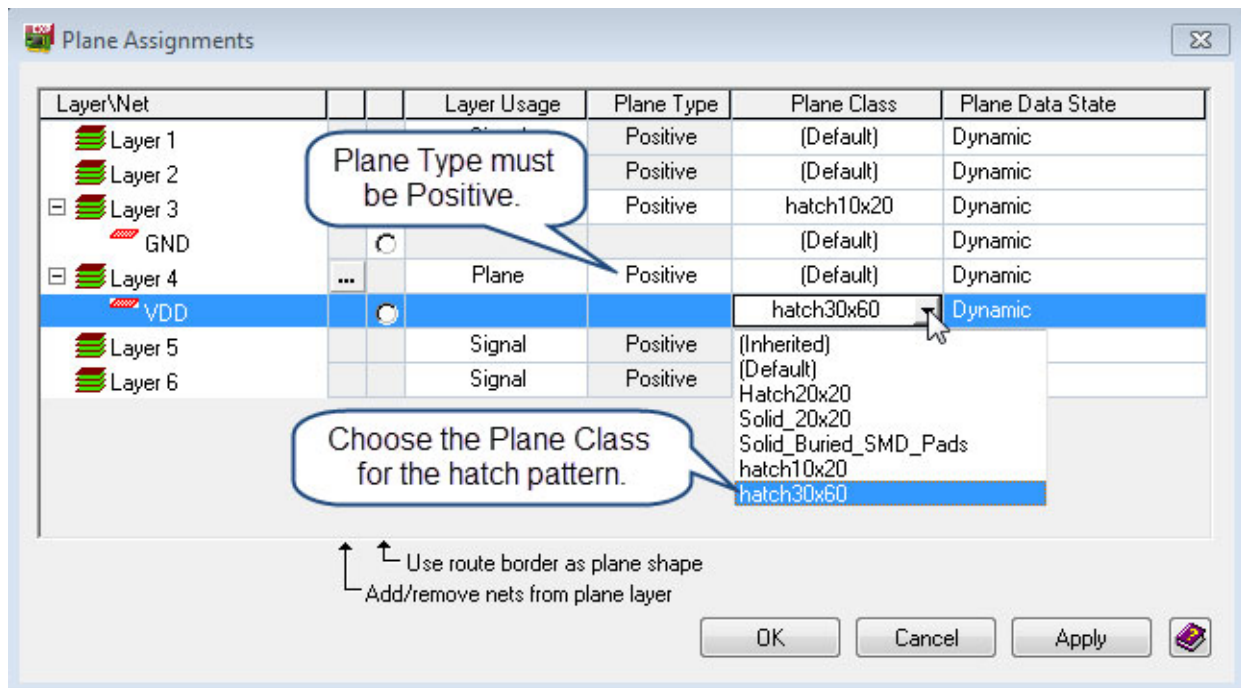 Plane Assignments
Layer\Net Layer Usage Plane Type Plane Class Plane Data State
Layer 1 Positive (Default) Dynamic
Layer 2 Positive (Default) Dynamic
Layer 3 Positive hatch10x20 Dynamic
GND (Default) Dynamic
Layer 4 ... Plane Positive (Default) Dynamic
VDD hatch30x60 Dynamic
Layer 5 Signal Positive
Layer 6 Signal Positive
Plane Type must
be Positive.
(Inherited)
(Default)
Hatch20x20
Solid_20x20
Solid_Buried_SMD_Pads
hatch10x20
hatch30x60
Choose the Plane Class
for the hatch pattern.
Use route border as plane shape
Add/remove nets from plane layer
OK Cancel Apply